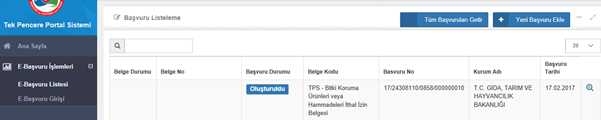 Tek Pencere Portal Sistemi
Ana Sayfa
E-Başvuru İşlemleri
E-Başvuru Listesi
E-Başvuru Girişi
Başvuru Listeleme
Tüm Başvuruları Getir
Yeni Başvuru Ekle
20
Belge Durumu Belge No Başvuru Durumu Belge Kodu Başvuru No Kurum Adı Başvuru
Tarihi
Oluşturuldu TPS - Bitki Koruma 17/24308110/0858/000000010 T.C. GIDA, TARIM VE 17.02.2017
Ürünleri veya HAYVANCILIK
Hammadeleri İthal İzin BAKANLIĞI
Belgesi